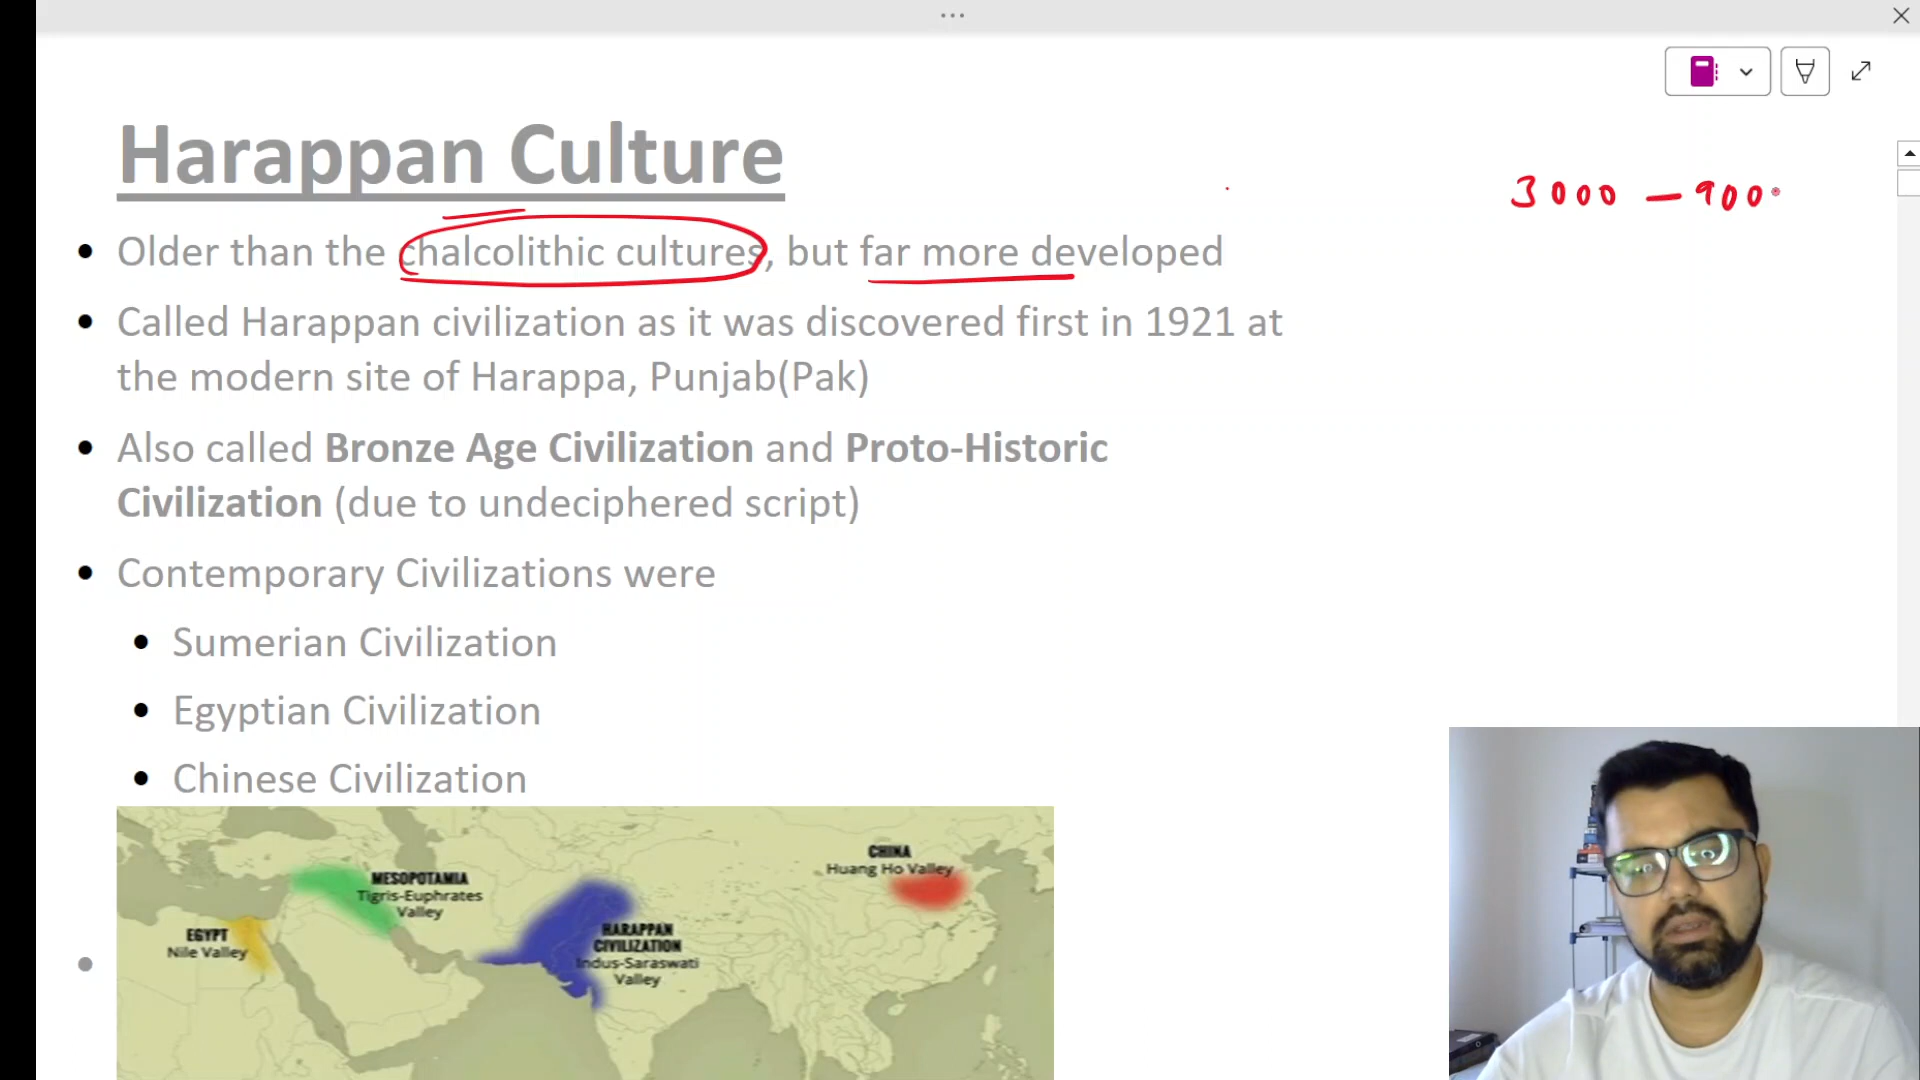 Harappan Culture
3000 — 900
• Older than the chalcolithic cultures, but far more developed
• Called Harappan civilization as it was discovered first in 1921 at
the modern site of Harappa, Punjab(Pak)
• Also called Bronze Age Civilization and Proto-Historic
Civilization (due to undeciphered script)
• Contemporary Civilizations were
• Sumerian Civilization
• Egyptian Civilization
• Chinese Civilization
CHINA
Huang Ho Valley
MESOPOTAMIA
Tigris-Euphrates
Valley
EGYPT
Nile Valley
HARAPPAN
CIVILIZATION
Indus-Saraswati
Valley